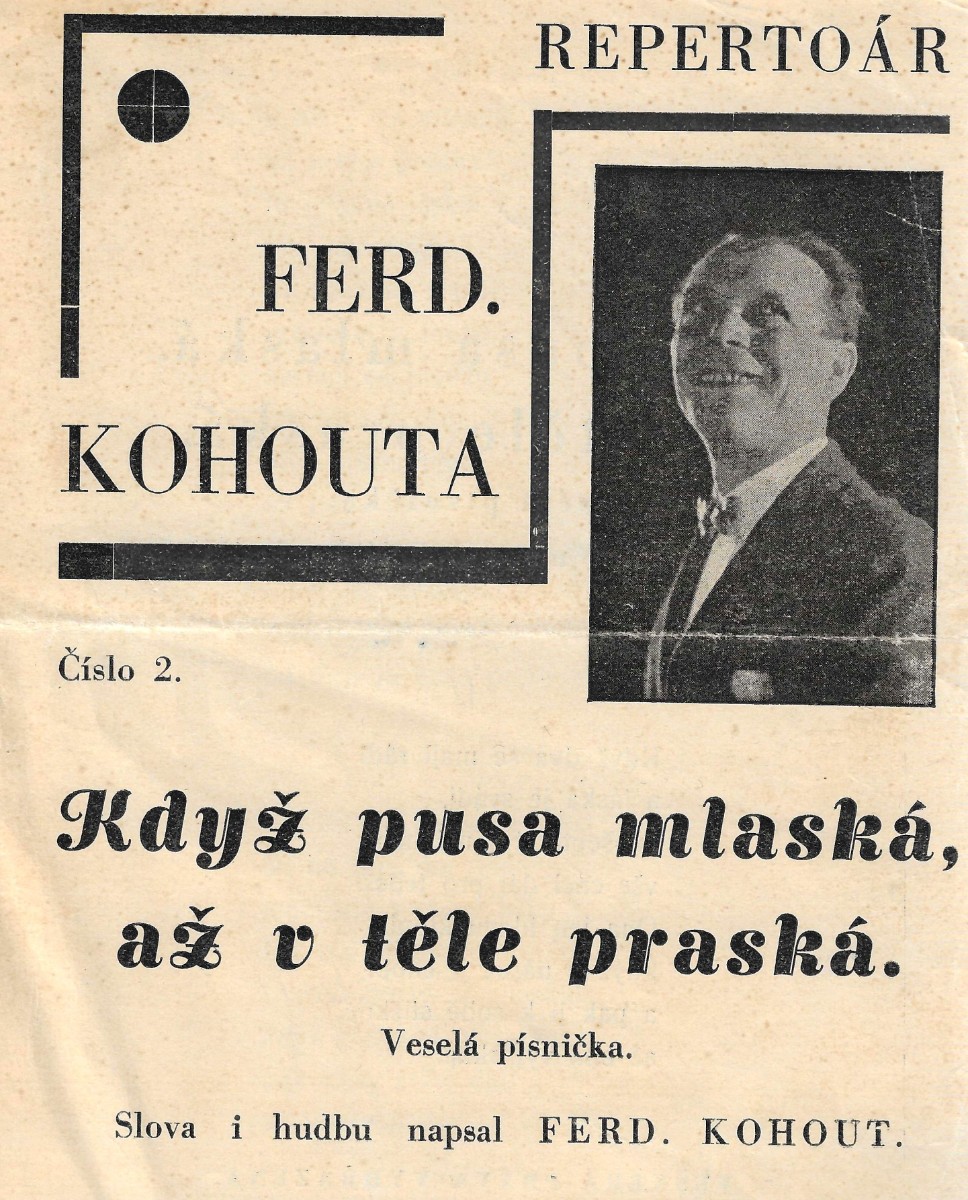 REPERTOÁR
FERD.
KOHOUTA
Číslo 2.
Když pusa mlaská,
až v těle praská.
Veselá písnička.
Slova i hudbu napsal FERD. KOHOUT.